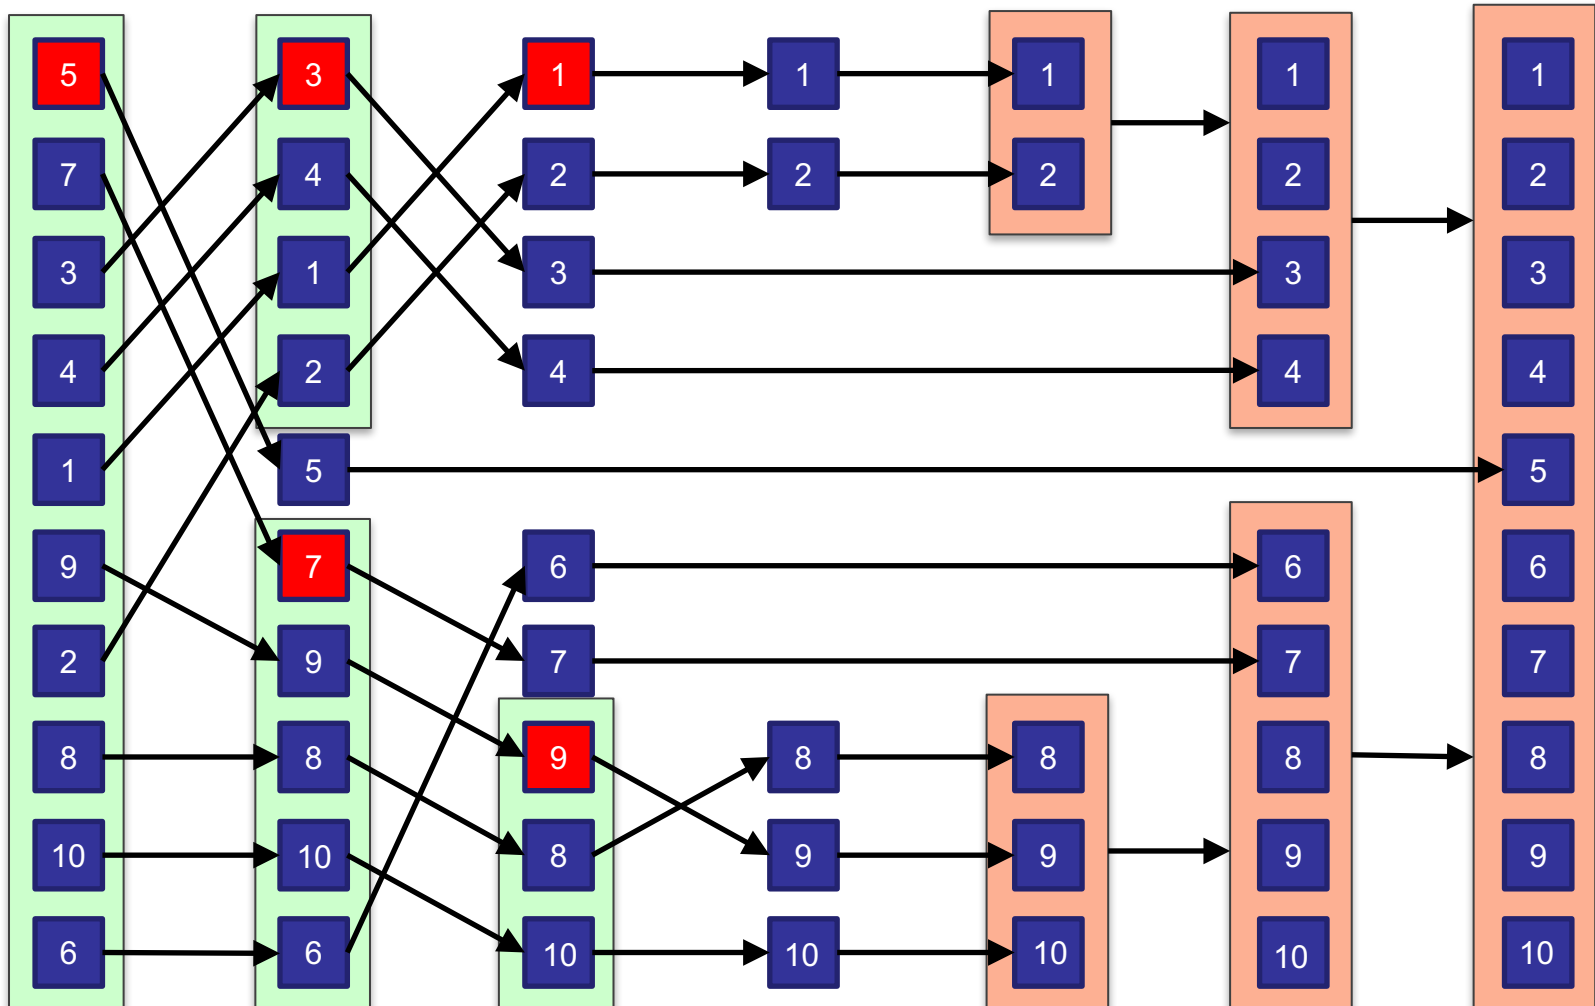 5 3 1 1 1 1 1
7 4 2 2 2 2 2
3 1 3 3 3
4 2 4 4 4
1 5 5
9 7 6 6 6
2 9 7 7 7
8 8 9 8 8 8 8
10 10 8 9 9 9 9
6 6 10 10 10 10 10